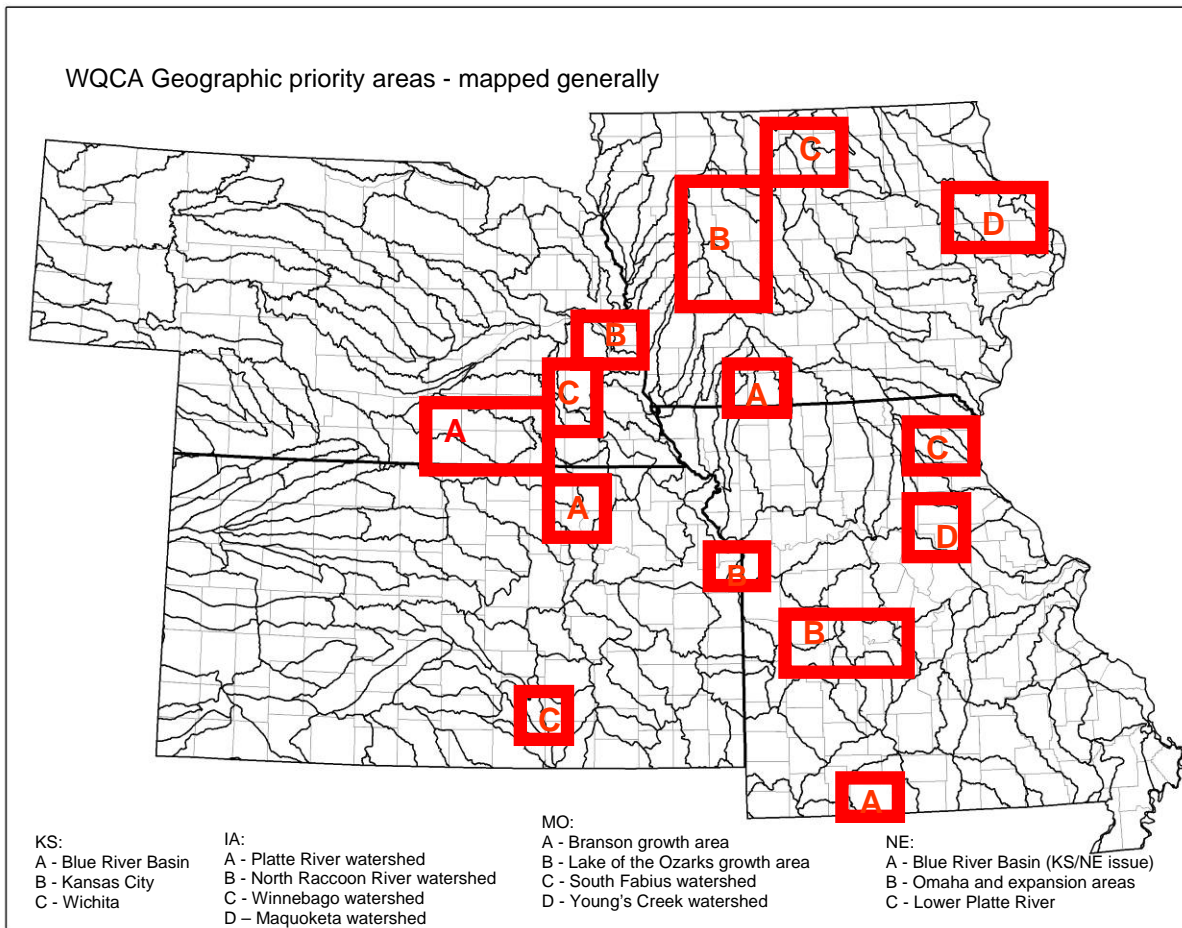 WQCA Geographic priority areas - mapped generally
C
D
B
B
C
A
A
C
A
D
B
B
C
A
KS:
A - Blue River Basin
B - Kansas City
C - Wichita
IA:
A - Platte River watershed
B - North Raccoon River watershed
C - Winnebago watershed
D – Maquoketa watershed
MO:
A - Branson growth area
B - Lake of the Ozarks growth area
C - South Fabius watershed
D - Young's Creek watershed
NE:
A - Blue River Basin (KS/NE issue)
B - Omaha and expansion areas
C - Lower Platte River